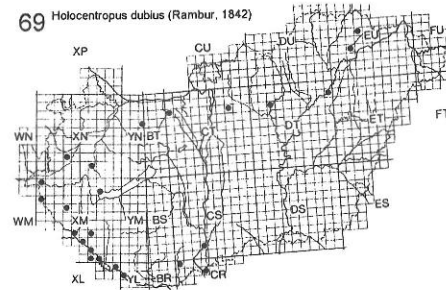 69 Holocentropus dubius (Rambur, 1842)
XP CU DU EU FU
WN XN YN BT CT DT ET FT
WM XM YM BS CS DS ES
XL YL BR CR